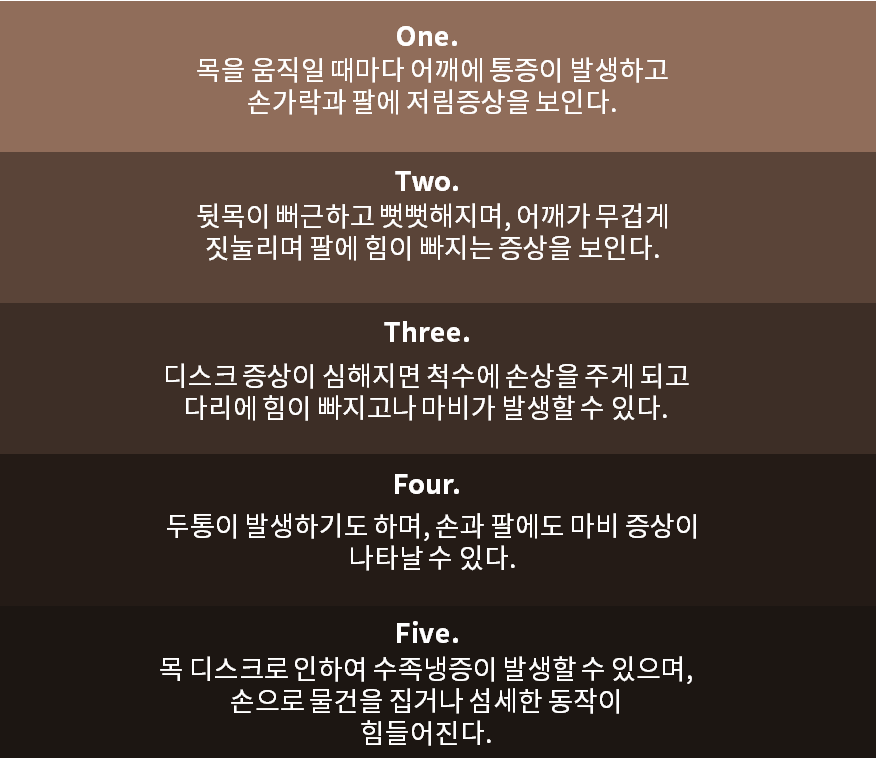 One.
목을 움직일 때마다 어깨에 통증이 발생하고
손가락과 팔에 저림증상을 보인다.
Two.
뒷목이 뻐근하고 뻣뻣해지며, 어깨가 무겁게
짓눌리며 팔에 힘이 빠지는 증상을 보인다.
Three.
디스크 증상이 심해지면 척수에 손상을 주게 되고
다리에 힘이 빠지고나 마비가 발생할 수 있다.
Four.
두통이 발생하기도 하며, 손과 팔에도 마비 증상이
나타날 수 있다.
Five.
목 디스크로 인하여 수족냉증이 발생할 수 있으며,
손으로 물건을 집거나 섬세한 동작이
힘들어진다.